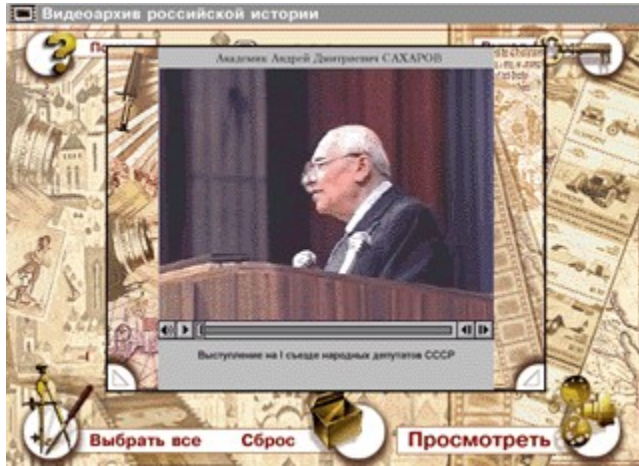 Видеоархив российской истории
Академик Андрей Дмитриевич САХАРОВ
Выступление на I съезде народных депутатов СССР
Выбрать все
Сброс
Просмотреть